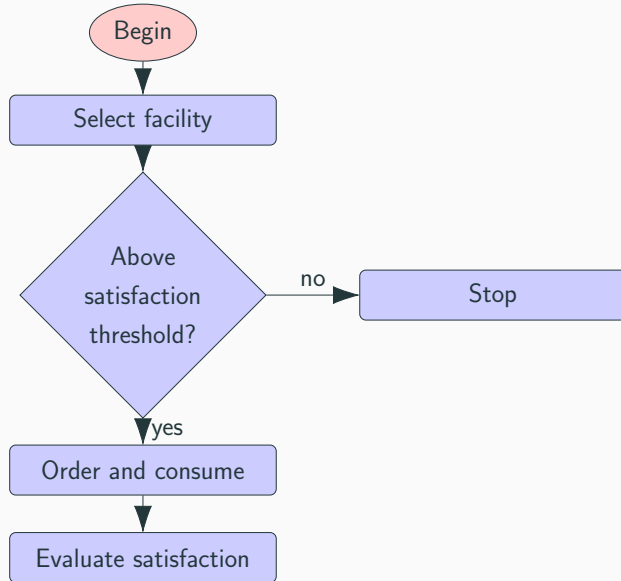 Begin
Select facility
Above
satisfaction
threshold?
no
Stop
yes
Order and consume
Evaluate satisfaction